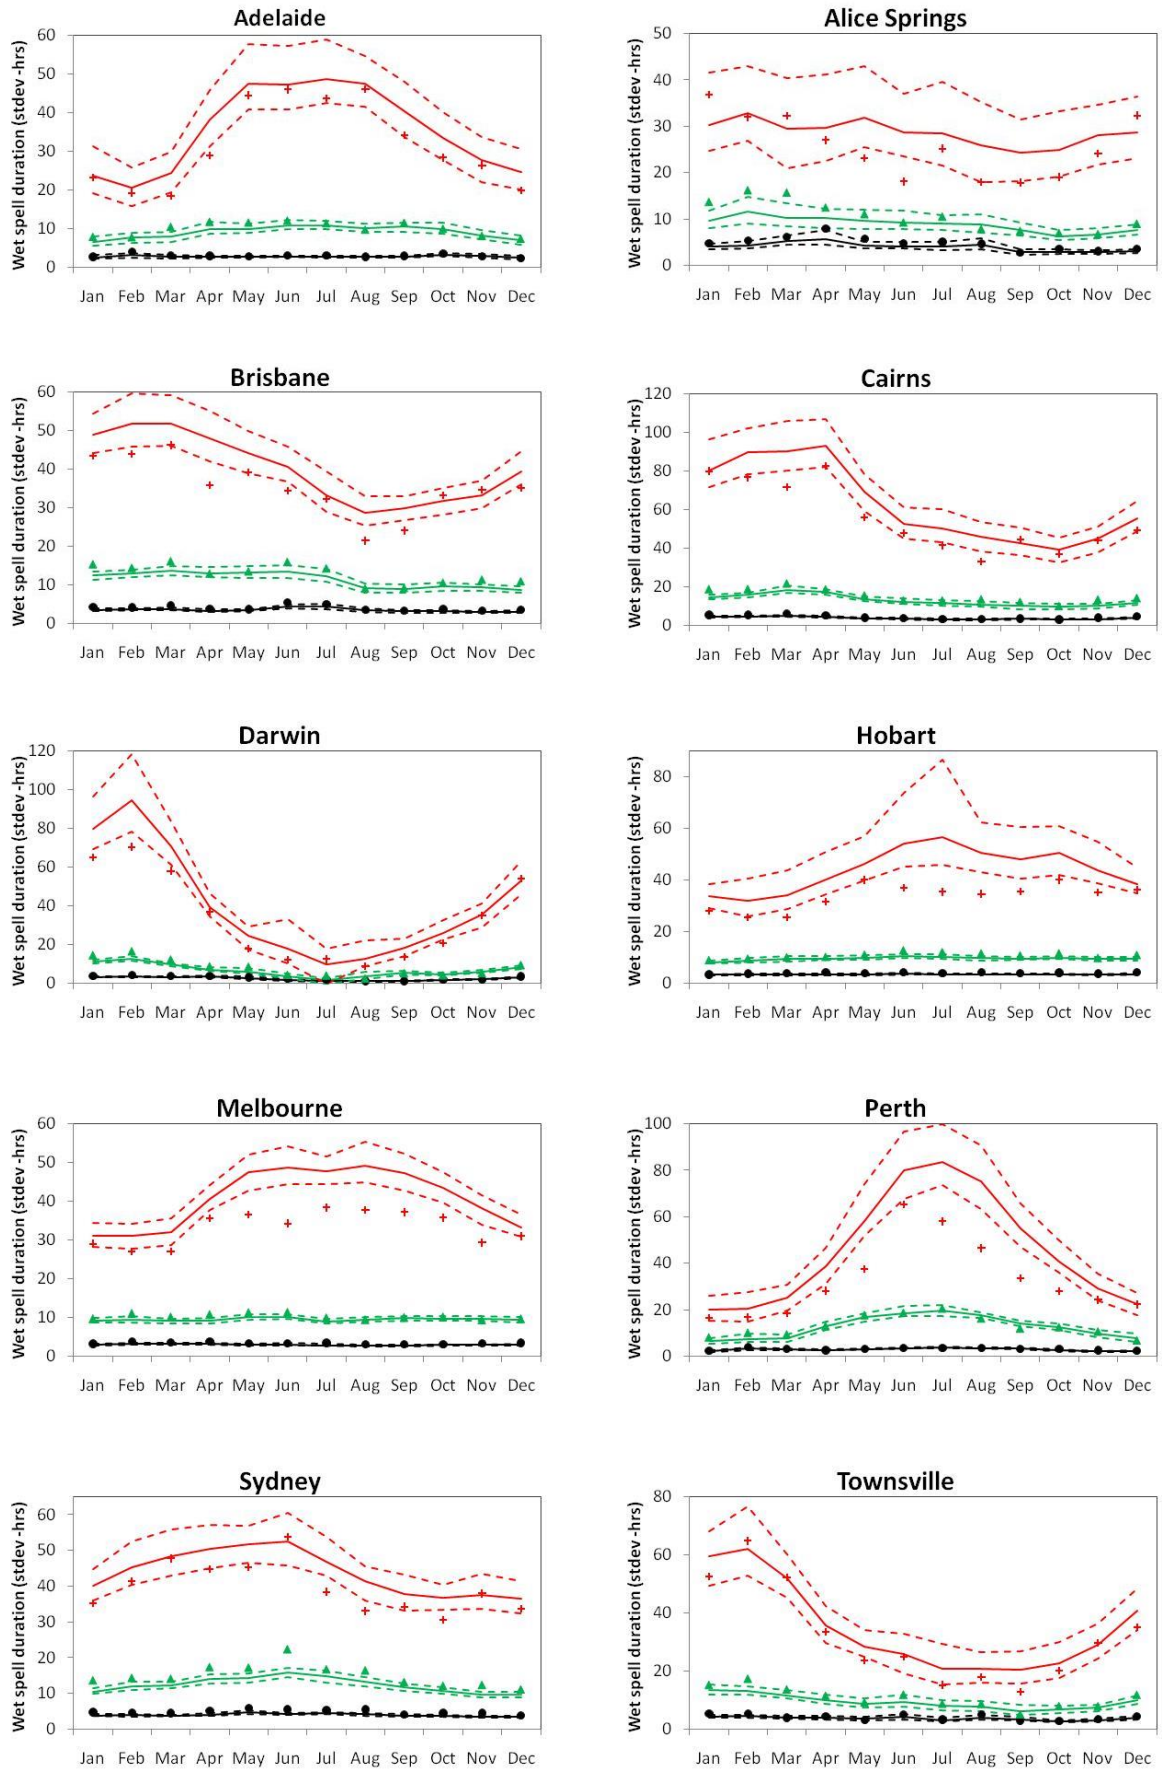 Adelaide
Wet spell duration (stdev -hrs)
60
50
40
30
20
10
0
Jan Feb Mar Apr May Jun Jul Aug Sep Oct Nov Dec
Alice Springs
Wet spell duration (stdev -hrs)
50
40
30
20
10
0
Jan Feb Mar Apr May Jun Jul Aug Sep Oct Nov Dec
Brisbane
Wet spell duration (stdev -hrs)
60
50
40
30
20
10
0
Jan Feb Mar Apr May Jun Jul Aug Sep Oct Nov Dec
Cairns
Wet spell duration (stdev -hrs)
120
100
80
60
40
20
0
Jan Feb Mar Apr May Jun Jul Aug Sep Oct Nov Dec
Darwin
Wet spell duration (stdev -hrs)
120
100
80
60
40
20
0
Jan Feb Mar Apr May Jun Jul Aug Sep Oct Nov Dec
Hobart
Wet spell duration (stdev -hrs)
80
60
40
20
0
Jan Feb Mar Apr May Jun Jul Aug Sep Oct Nov Dec
Melbourne
Wet spell duration (stdev -hrs)
60
50
40
30
20
10
0
Jan Feb Mar Apr May Jun Jul Aug Sep Oct Nov Dec
Perth
Wet spell duration (stdev -hrs)
100
80
60
40
20
0
Jan Feb Mar Apr May Jun Jul Aug Sep Oct Nov Dec
Sydney
Wet spell duration (stdev -hrs)
60
50
40
30
20
10
0
Jan Feb Mar Apr May Jun Jul Aug Sep Oct Nov Dec
Townsville
Wet spell duration (stdev -hrs)
80
60
40
20
0
Jan Feb Mar Apr May Jun Jul Aug Sep Oct Nov Dec